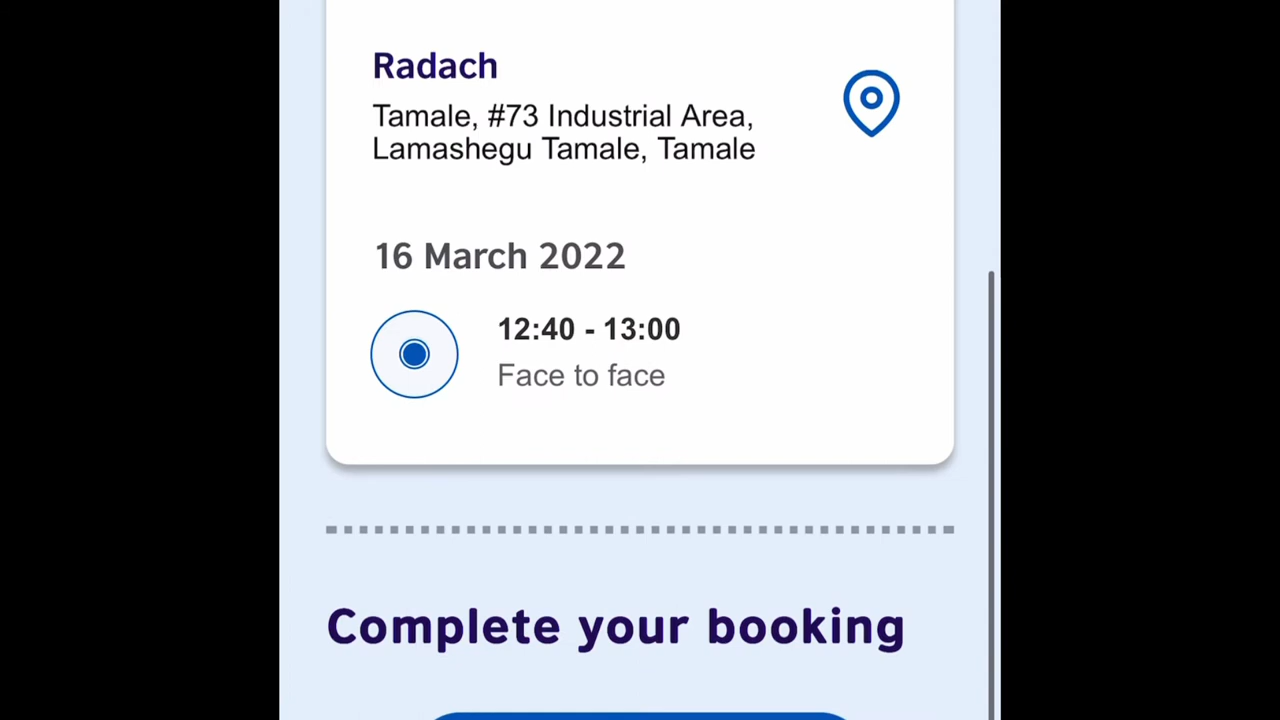 Radach
Tamale, #73 Industrial Area,
Lamashegu Tamale, Tamale
16 March 2022
12:40 - 13:00
Face to face
Complete your booking